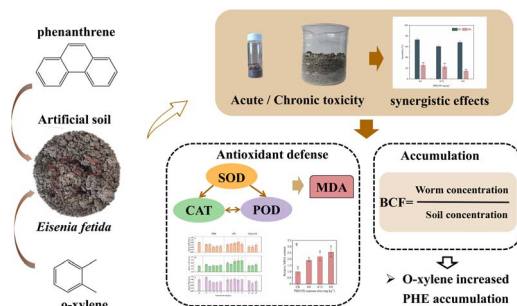 phenanthrene
Artificial soil
Eisenia fetida
o-xylene
Acute / Chronic toxicity
synergistic effects
Antioxidant defense
SOD
CAT
POD
MDA
Accumulation
BCF=
Worm concentration
Soil concentration
O-xylene increased
PHE accumulation